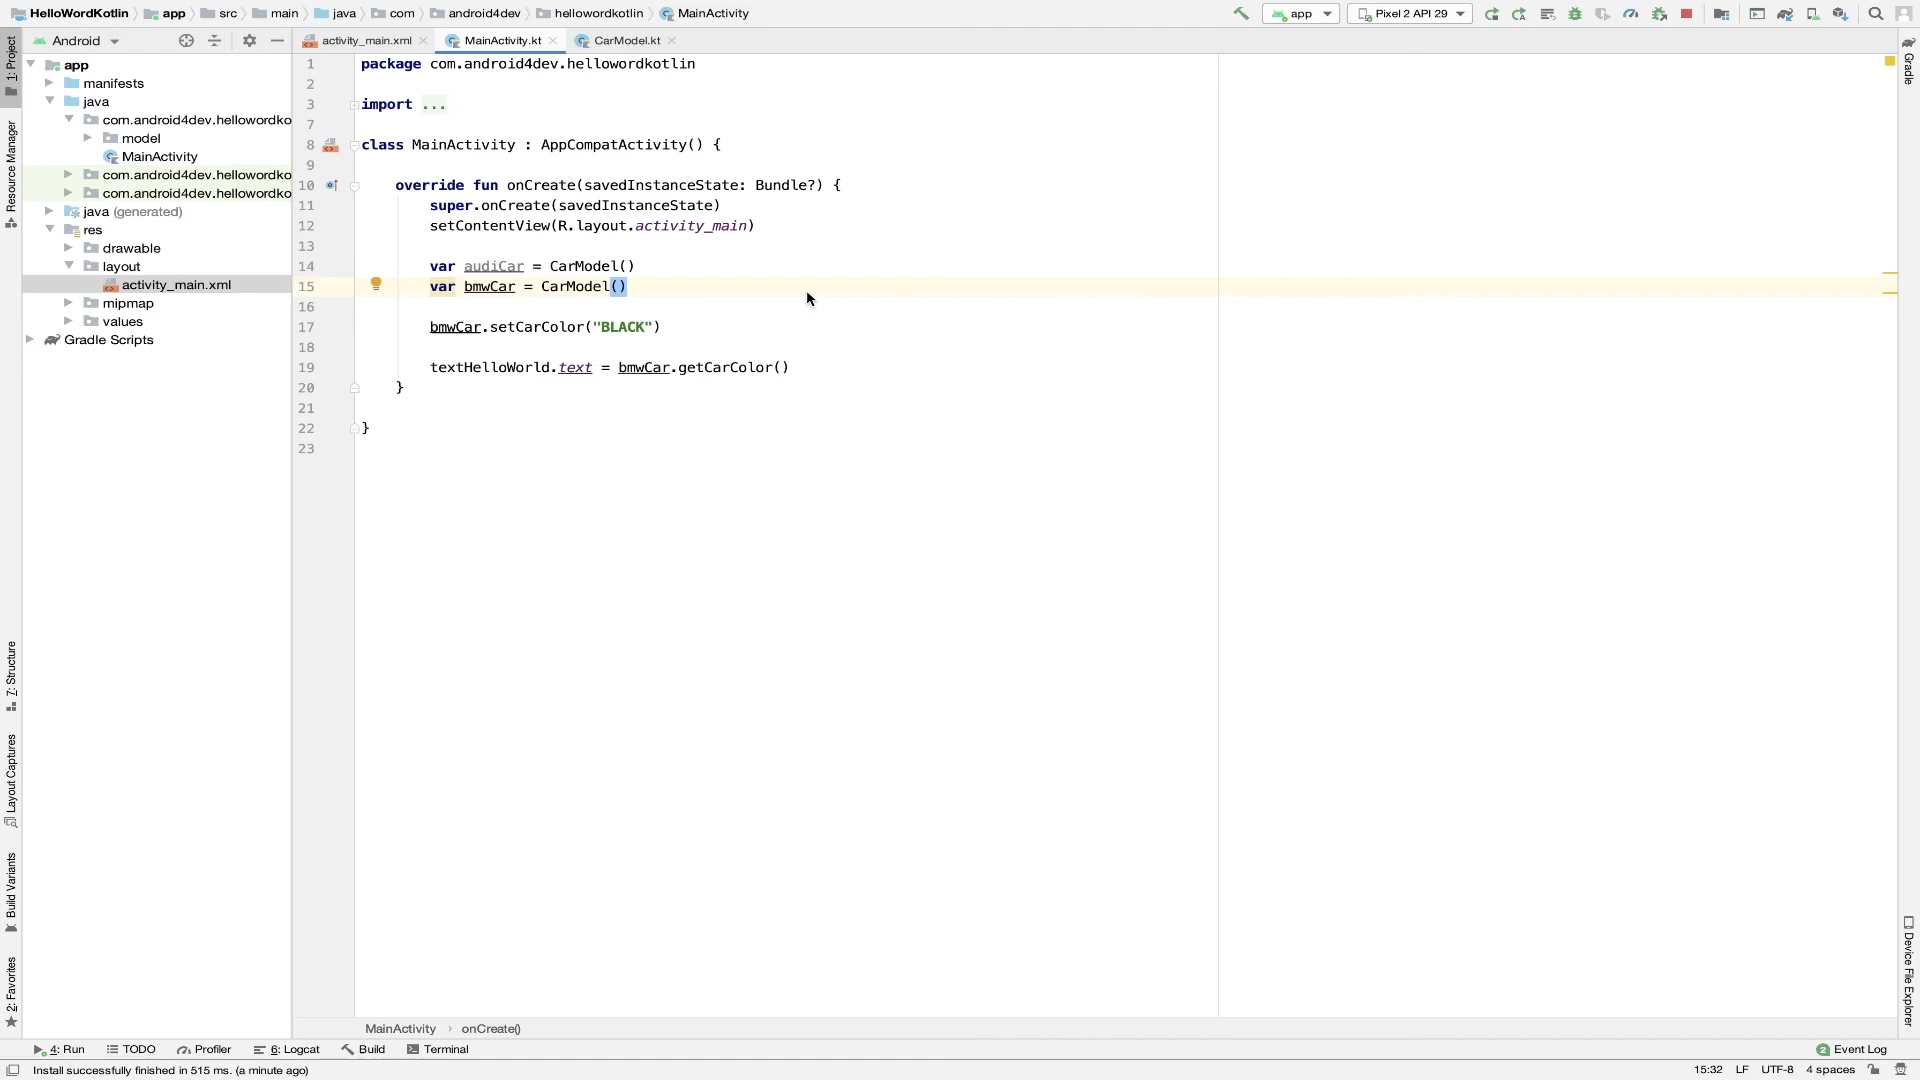 HelloWordKotlin app src main java com android4dev hellowordkotlin MainActivity app Pixel 2 API 29
Android activity_main.xml MainActivity.kt CarModel.kt
1: Project
Resource Manager
7: Structure
Layout Captures
Build Variants
2: Favorites
app
manifests
java
com.android4dev.hellowordko
model
MainActivity
com.android4dev.hellowordko
com.android4dev.hellowordko
java (generated)
res
drawable
layout
activity_main.xml
mipmap
values
Gradle Scripts
1 package com.android4dev.hellowordkotlin
2
3 import ...
7
8 class MainActivity : AppCompatActivity() {
9
10 override fun onCreate(savedInstanceState: Bundle?) {
11 super.onCreate(savedInstanceState)
12 setContentView(R.layout.activity_main)
13
14 var audiCar = CarModel()
15 var bmwCar = CarModel()
16
17 bmwCar.setCarColor("BLACK")
18
19 textHelloWorld.text = bmwCar.getCarColor()
20 }
21
22 }
23
Gradle
Device File Explorer
MainActivity › onCreate()
4: Run TODO Profiler 6: Logcat Build Terminal 2 Event Log
Install successfully finished in 515 ms. (a minute ago) 15:32 LF UTF-8 4 spaces